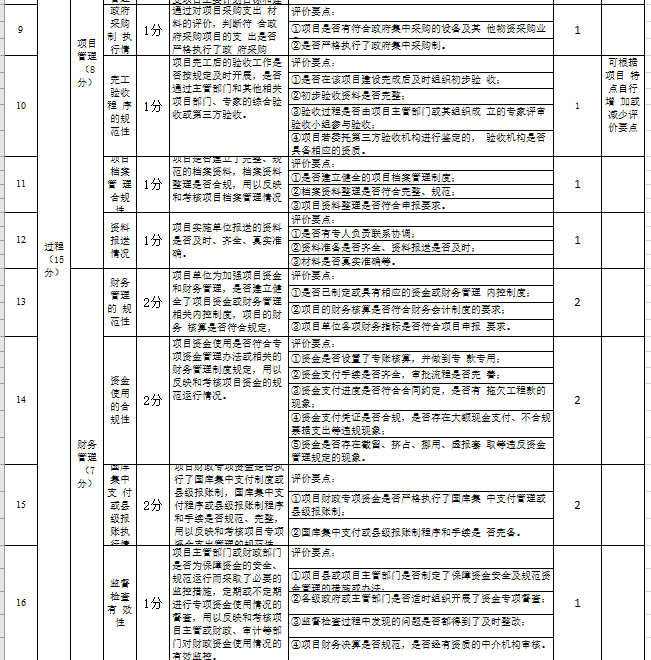 过程
（15
分）
项目
管理
（8
分）
9
政府
采购
制 执
行情
1分
通过对项目采购支出 材
料的评价，判断符 合政
府采购项目的支 出是否
严格执行了政 府采购
评价要点：
①项目是否有符合政府集中采购的设备及其 他物资采购业
②是否严格执行了政府集中采购制。
1
10
完工
验收
程 序
的规
范性
1分
项目完工后的验收工作是
否按规定及时开展，是否
通过主管部门和其他相关
项目部门、专家的综合验
收或第三方验收。
评价要点：
①是否在该项目建设完成后及时组织初步验 收；
②初步验收资料是否完整；
③验收过程是否由项目主管部门或其组织成 立的专家评审
验收小组参与验收；
④项目若委托第三方验收机构进行鉴定的， 验收机构是否
具备相应的资质。
1
可根据
项目 特
点自行
增 加或
减少评
价要点
11
项目
档案
管 理
合规
性
1分
项目是否建立了完整、规
范的档案资料，档案资料
整理是否合规，用以反映
和考核项目档案管理情况
评价要点：
①是否建立健全的项目档案管理制度；
②档案资料整理是否符合完整、规范；
③项目资料整理是否符合申报要求。
1
12
资料
报送
情况
1分
项目实施单位报送的资料
是否及时、齐全、真实准
确。
评价要点：
①是否有专人负责联系协调；
②资料准备是否齐全、资料报送是否及时；
③材料是否真实准确等。
1
财务
管理
（7
分）
13
财务
管理
的 规
范性
2分
项目单位为加强项目资金
和财务管理，是否建立健
全了项目资金或财务管理
相关内控制度，项目的财
务 核算是否符合规定，
评价要点：
①是否已制定或具有相应的资金或财务管理 内控制度；
②项目的财务核算是否符合财务会计制度的要求；
③项目单位各项财务指标是否符合项目申报 要求。
2
14
资金
使用
的合
规性
2分
项目资金使用是否符合专
项资金管理办法或相关的
财务管理制度规定，用以
反映和考核项目资金的规
范运行情况。
评价要点：
①资金是否设置了专账核算，并做到专 款专用；
②资金支付手续是否齐全，审批流程是否完 善；
③资金支付进度是否符合合同约定，是否有 拖欠工程款的
现象；
④资金支付凭证是否合规，是否存在大额现金支付、不合规
票据支出等违规现象；
⑤资金是否存在截留、挤占、挪用、虚报套 取等违反资金
管理规定的现象。
2
15
国库
集中
支 付
或县
级报
账执
行情
2分
项目财政专项资金是否执
行了国库集中支付制度或
县级报账制，国库集中支
付程序或县级报账制程序
和手续是否规范、完整，
用以反映和考核项目专项
资金支出管理的规范性
评价要点：
①项目财政专项资金是否严格执行了国库集 中支付管理或
县级报账制；
②国库集中支付或县级报账制程序和手续是 否完备。
2
16
监督
检查
有 效
性
1分
项目主管部门或财政部门
是否为保障资金的安全、
规范运行而采取了必要的
监控措施，定期或不定期
进行专项资金使用情况的
督查，用以反映和考核项
目主管或财政、审计等部
门对财政资金使用情况的
有效监控。
评价要点：
①项目县或项目主管部门是否制定了保障资金安全及规范资
金管理的措施或办法；
②各级政府或主管部门是否适时组织开展了资金专项督查；
③监督检查过程中发现的问题是否都得到了及时整改；
④项目财务决算是否规范，是否经有资质的中介机构审核。
1